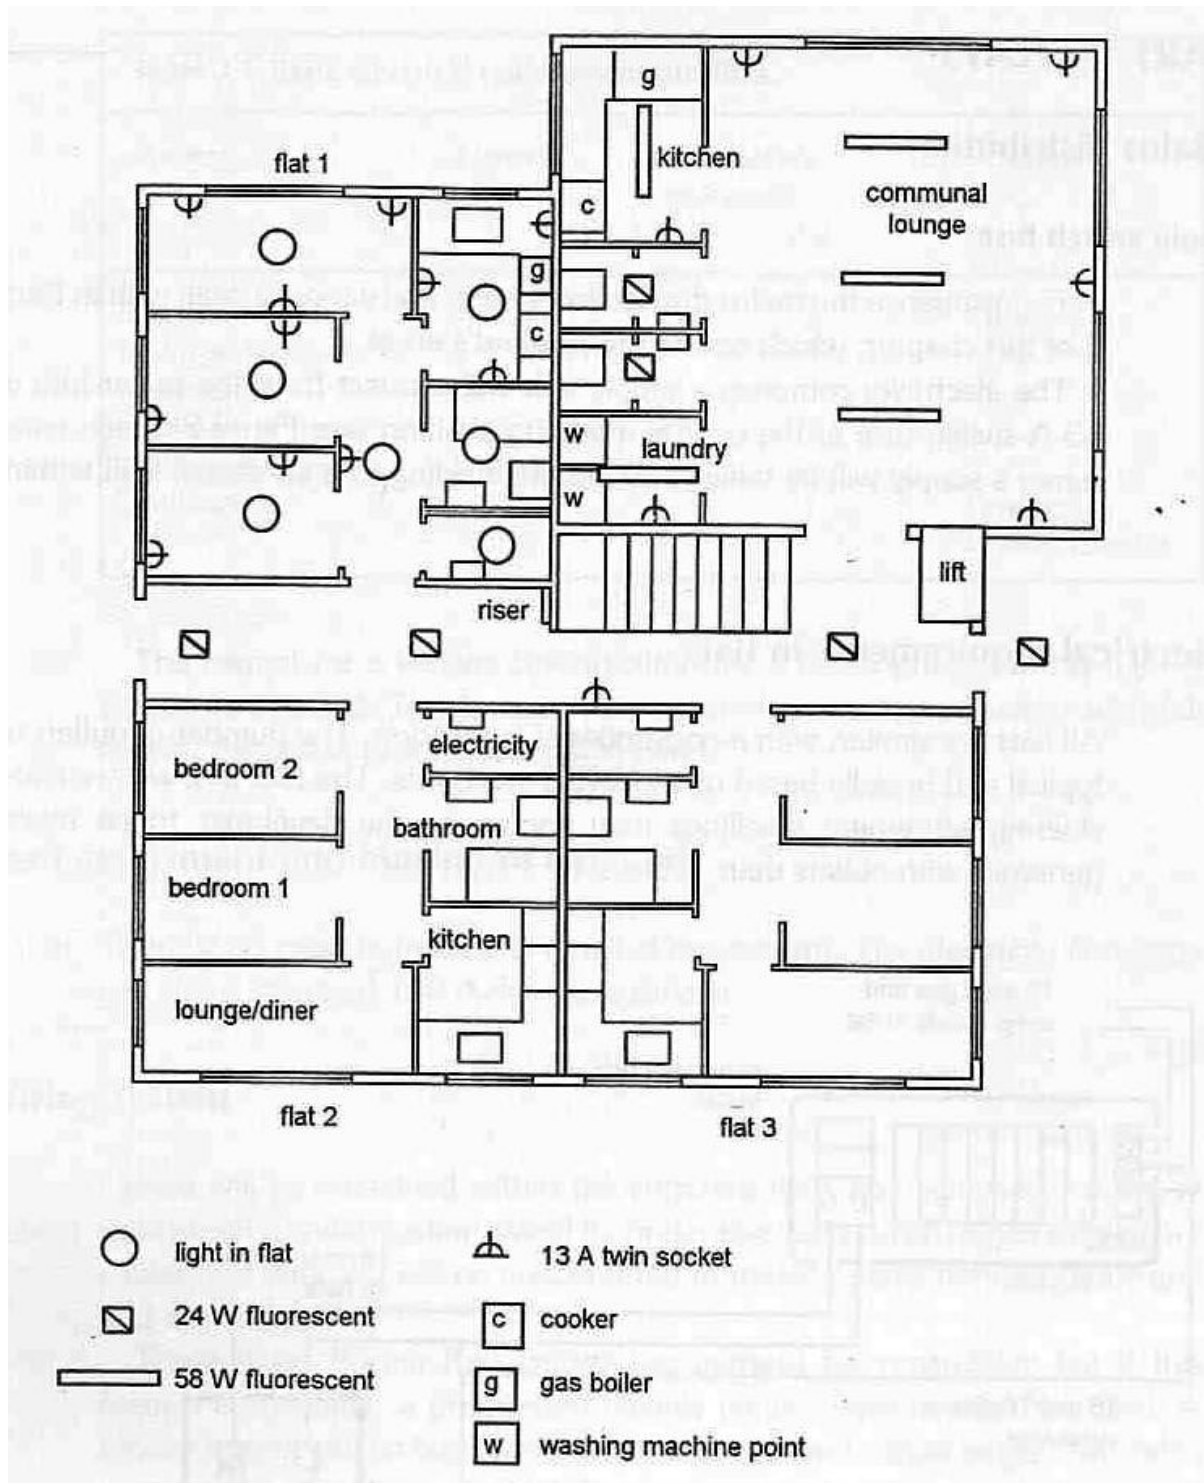 flat 1
g
kitchen
c
communal
lounge
g
c
w
laundry
w
lift
riser
electricity
bedroom 2
bathroom
bedroom 1
kitchen
lounge/diner
flat 2
flat 3
light in flat
13 A twin socket
24 W fluorescent
c
cooker
58 W fluorescent
g
gas boiler
w
washing machine point